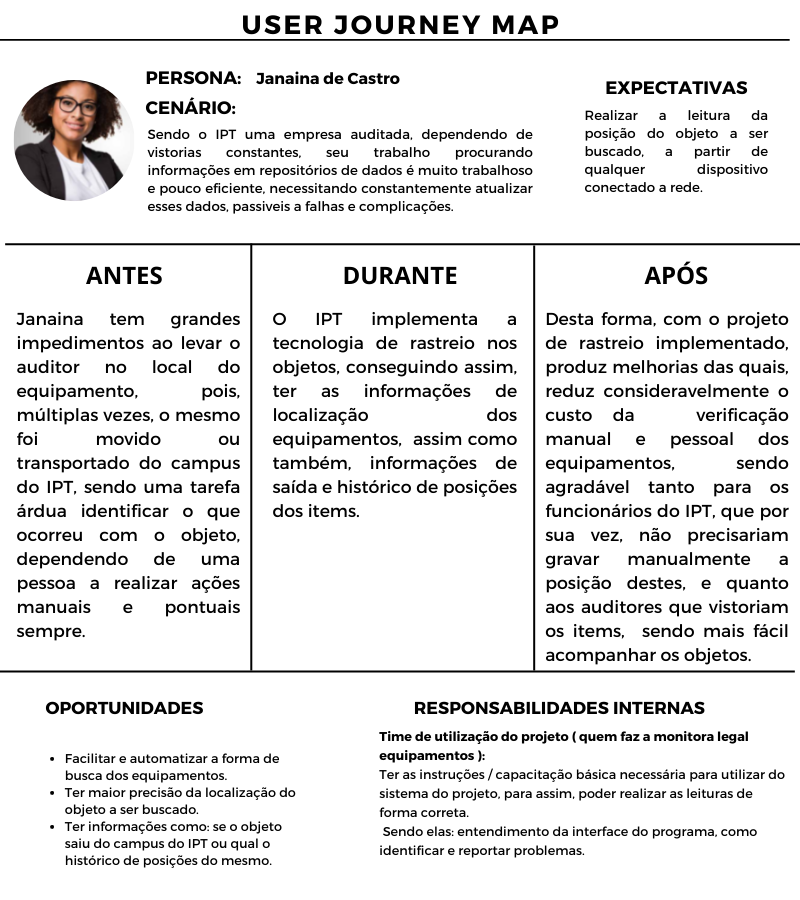 USER JOURNEY MAP
PERSONA: Janaina de Castro
CENÁRIO:
Sendo o IPT uma empresa auditada, dependendo de
vistorias constantes, seu trabalho procurando
informações em repositórios de dados é muito trabalhoso
e pouco eficiente, necessitando constantemente atualizar
esses dados, passiveis a falhas e complicações.
EXPECTATIVAS
Realizar a leitura da
posição do objeto a ser
buscado, a partir de
qualquer dispositivo
conectado a rede.
ANTES
Janaina tem grandes
impedimentos ao levar o
auditor no local do
equipamento, pois,
múltiplas vezes, o mesmo
foi movido ou
transportado do campus
do IPT, sendo uma tarefa
árdua identificar o que
ocorreu com o objeto,
dependendo de uma
pessoa a realizar ações
manuais e pontuais
sempre.
DURANTE
O IPT implementa a
tecnologia de rastreio nos
objetos, conseguindo assim,
ter as informações de
localização dos
equipamentos, assim como
também, informações de
saída e histórico de posições
dos items.
APÓS
Desta forma, com o projeto
de rastreio implementado,
produz melhorias das quais,
reduz consideravelmente o
custo da verificação
manual e pessoal dos
equipamentos, sendo
agradável tanto para os
funcionários do IPT, que por
sua vez, não precisariam
gravar manualmente a
posição destes, e quanto
aos auditores que vistoriam
os items, sendo mais fácil
acompanhar os objetos.
OPORTUNIDADES
• Facilitar e automatizar a forma de
busca dos equipamentos.
• Ter maior precisão da localização do
objeto a ser buscado.
• Ter informações como: se o objeto
saiu do campus do IPT ou qual o
histórico de posições do mesmo.
RESPONSABILIDADES INTERNAS
Time de utilização do projeto ( quem faz a monitora legal
equipamentos ):
Ter as instruções / capacitação básica necessária para utilizar do
sistema do projeto, para assim, poder realizar as leituras de
forma correta.
Sendo elas: entendimento da interface do programa, como
identificar e reportar problemas.